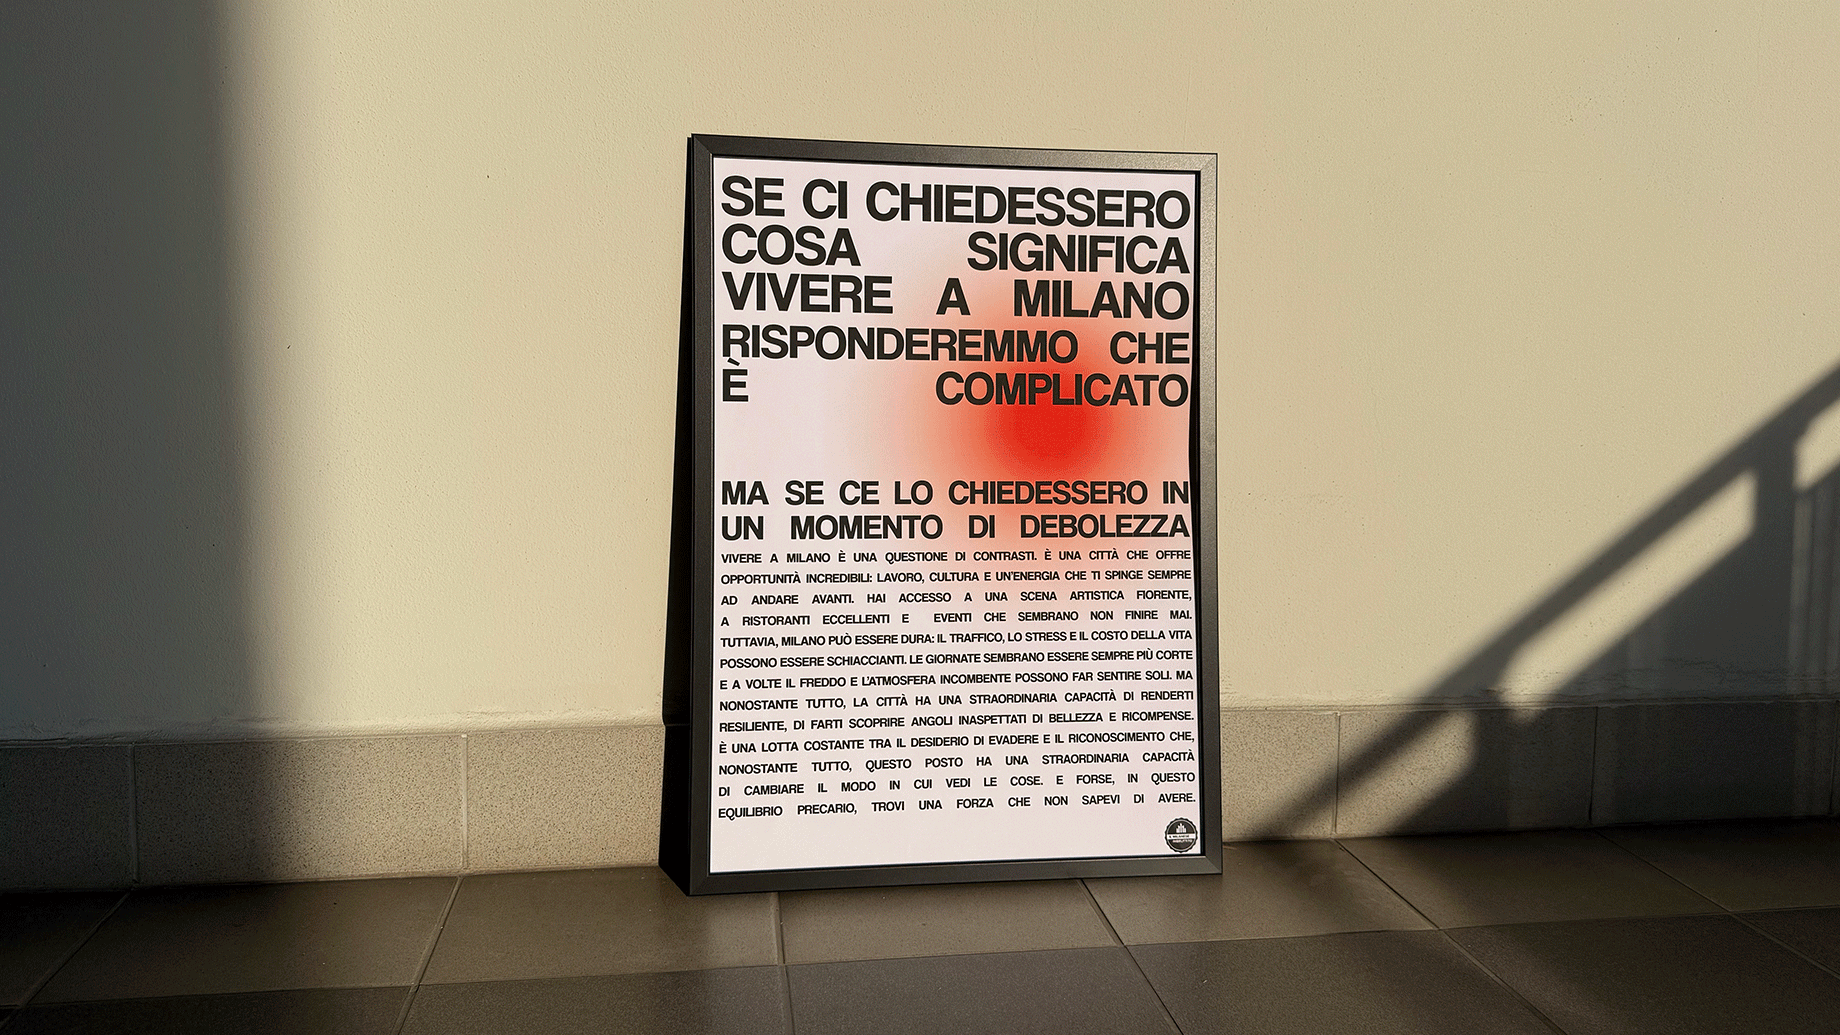 SE CI CHIEDESSERO
COSA SIGNIFICA
VIVERE A MILANO
RISPONDEREMMO CHE
È COMPLICATO
MA SE CE LO CHIEDESSERO IN
UN MOMENTO DI DEBOLEZZA
VIVERE A MILANO È UNA QUESTIONE DI CONTRASTI. È UNA CITTÀ CHE OFFRE
OPPORTUNITÀ INCREDIBILI: LAVORO, CULTURA E UN'ENERGIA CHE TI SPINGE SEMPRE
AD ANDARE AVANTI. HAI ACCESSO A UNA SCENA ARTISTICA FIORENTE,
A RISTORANTI ECCELLENTI E EVENTI CHE SEMBRANO NON FINIRE MAI.
TUTTAVIA, MILANO PUÒ ESSERE DURA: IL TRAFFICO, LO STRESS E IL COSTO DELLA VITA
POSSONO ESSERE SCHIACCIANTI. LE GIORNATE SEMBRANO ESSERE SEMPRE PIÙ CORTE
E A VOLTE IL FREDDO E L'ATMOSFERA INCOMBENTE POSSONO FAR SENTIRE SOLI. MA
NONOSTANTE TUTTO, LA CITTÀ HA UNA STRAORDINARIA CAPACITÀ DI RENDERTI
RESILIENTE, DI FARTI SCOPRIRE ANGOLI INASPETTATI DI BELLEZZA E RICOMPENSE.
È UNA LOTTA COSTANTE TRA IL DESIDERIO DI EVADERE E IL RICONOSCIMENTO CHE,
NONOSTANTE TUTTO, QUESTO POSTO HA UNA STRAORDINARIA CAPACITÀ
DI CAMBIARE IL MODO IN CUI VEDI LE COSE. E FORSE, IN QUESTO
EQUILIBRIO PRECARIO, TROVI UNA FORZA CHE NON SAPEVI DI AVERE.
IL MILANESE
IMBRUTTITO